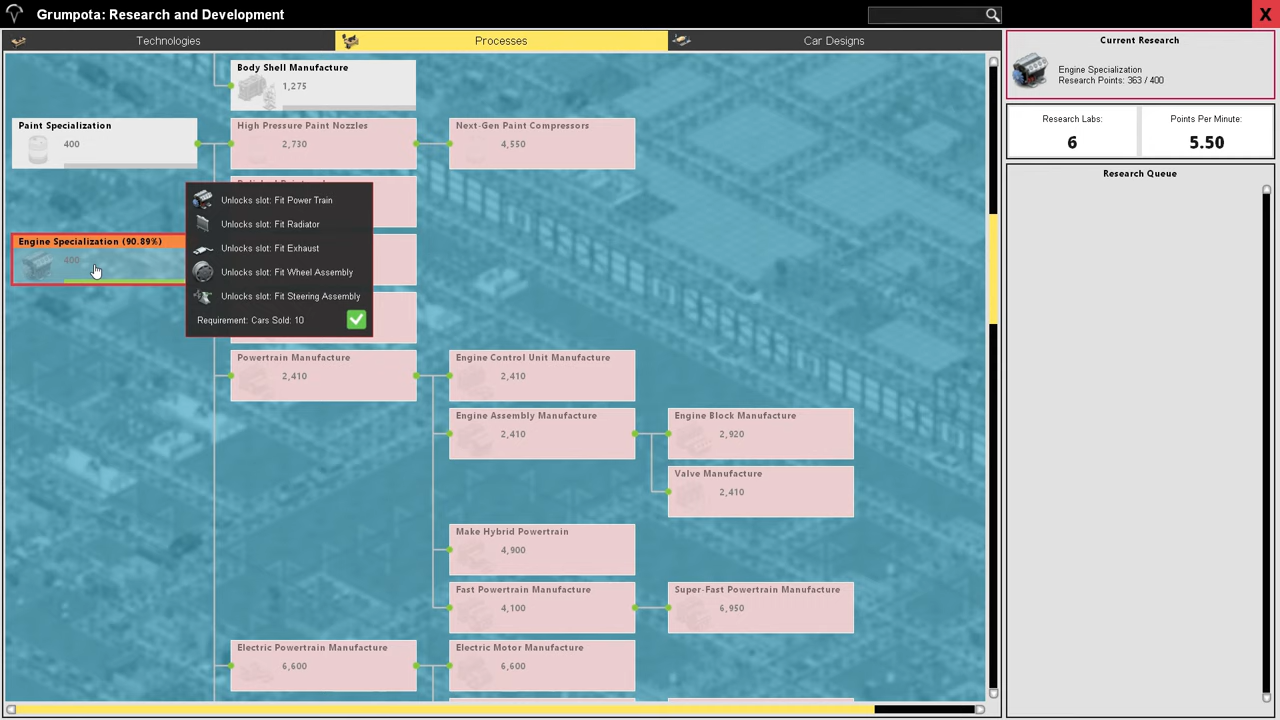 Grumpota: Research and Development
X
Technologies
Processes
Car Designs
Body Shell Manufacture
1,275
Paint Specialization
400
High Pressure Paint Nozzles
2,730
Next-Gen Paint Compressors
4,550
Engine Specialization (90.89%)
400
Unlocks slot: Fit Power Train
Unlocks slot: Fit Radiator
Unlocks slot: Fit Exhaust
Unlocks slot: Fit Wheel Assembly
Unlocks slot: Fit Steering Assembly
Requirement: Cars Sold: 10
Powertrain Manufacture
2,410
Engine Control Unit Manufacture
2,410
Engine Assembly Manufacture
2,410
Engine Block Manufacture
2,920
Valve Manufacture
2,410
Make Hybrid Powertrain
4,900
Fast Powertrain Manufacture
4,100
Super-Fast Powertrain Manufacture
6,950
Electric Powertrain Manufacture
6,600
Electric Motor Manufacture
6,600
Current Research
Engine Specialization
Research Points: 363 / 400
Research Labs:
6
Points Per Minute:
5.50
Research Queue